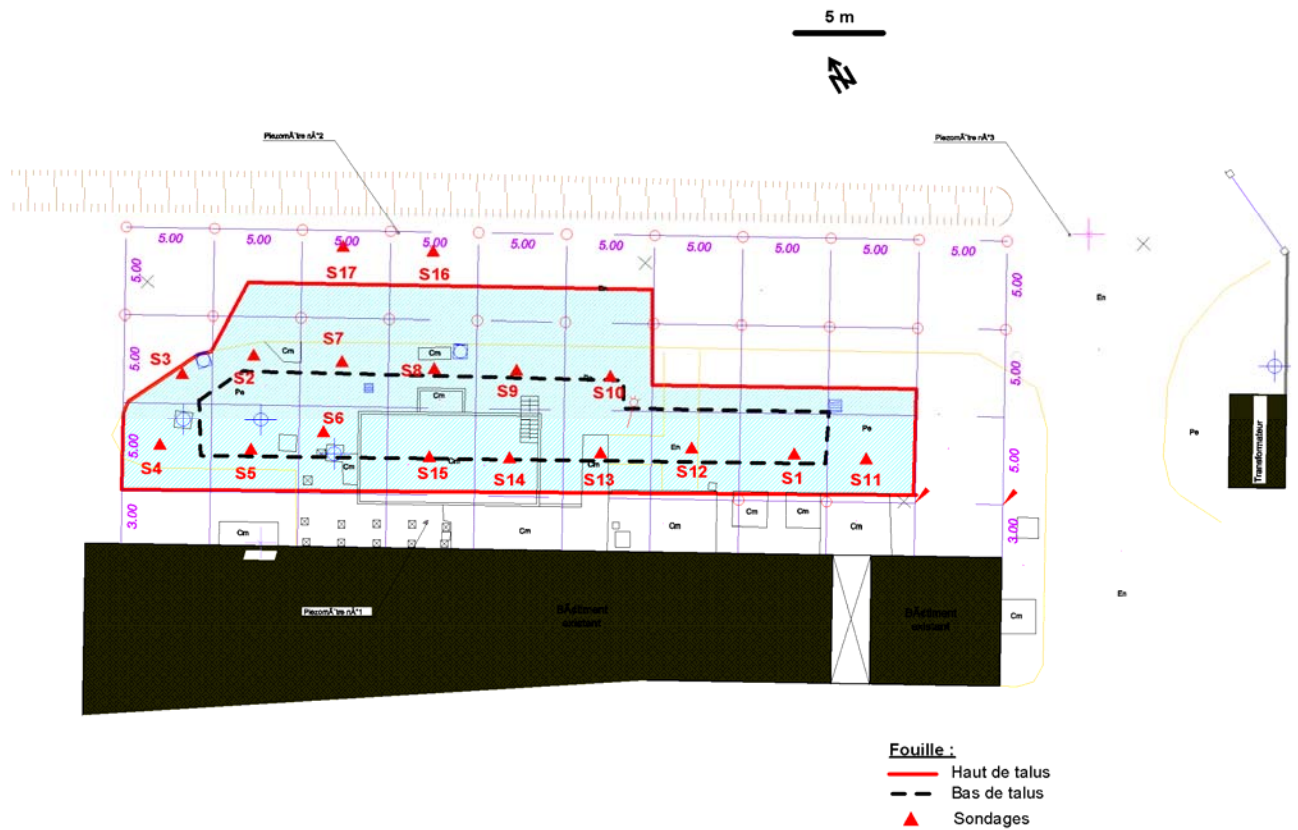 5 m
N
PiezomÃ¨tre nÂ°2
PiezomÃ¨tre nÂ°3
5.00 5.00 5.00 5.00 5.00 5.00 5.00 5.00 5.00 5.00
S17 S16
5.00
5.00
En
En
S3 S7
Cm
Cm
S2 S8 S9 S10
Pe
5.00
5.00
S6
Pe
En
Pe
S4 S5 Cm S15 Cm S14 S13 Cm S12 S1 S11
5.00
5.00
Transformateur
3.00
Cm
Cm
Cm
Cm
Cm
Cm
3.00
PiezomÃ¨tre nÂ°1
BÃ¢timent
existant
BÃ¢timent
existant
En
Cm
Fouille :
Haut de talus
Bas de talus
Sondages